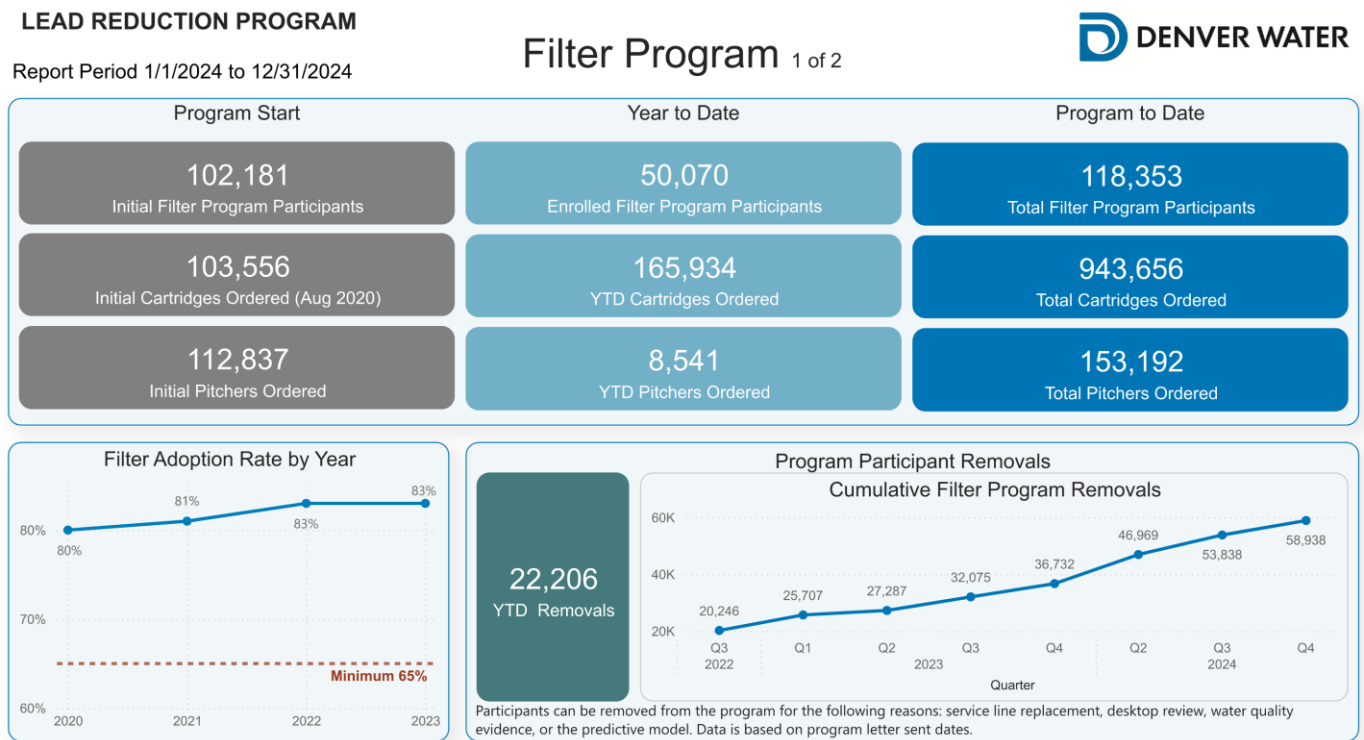 LEAD REDUCTION PROGRAM
Report Period 1/1/2024 to 12/31/2024
Filter Program 1 of 2
DENVER WATER
Program Start
102,181
Initial Filter Program Participants
103,556
Initial Cartridges Ordered (Aug 2020)
112,837
Initial Pitchers Ordered
Year to Date
50,070
Enrolled Filter Program Participants
165,934
YTD Cartridges Ordered
8,541
YTD Pitchers Ordered
Program to Date
118,353
Total Filter Program Participants
943,656
Total Cartridges Ordered
153,192
Total Pitchers Ordered
Filter Adoption Rate by Year
80%
70%
60%
80%
81%
83%
83%
Minimum 65%
2020 2021 2022 2023
Program Participant Removals
22,206
YTD Removals
Cumulative Filter Program Removals
60K
40K
20K
20,246 25,707 27,287 32,075 36,732 46,969 53,838 58,938
Q3 Q1 Q2 Q3 Q4 Q2 Q3 Q4
2022 2023 2024
Quarter
Participants can be removed from the program for the following reasons: service line replacement, desktop review, water quality
evidence, or the predictive model. Data is based on program letter sent dates.